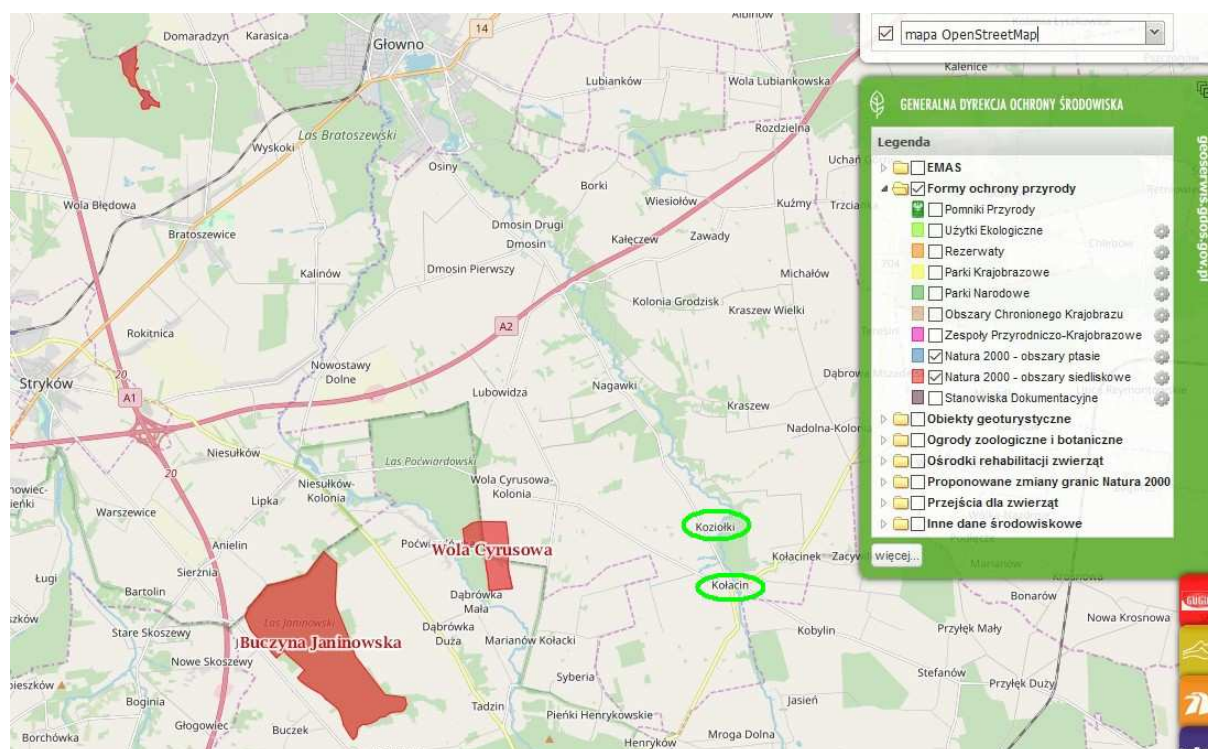 Domaradzyn
Karasica
14
Głowno
Albinów
Lubianków
Wola Lubiankowska
Las Bratoszewski
Rozdzielna
Wyskoki
Osiny
Borki
Wiesiołów
Kuźmy
Wola Błędowa
Bratoszewice
Dmosin Drugi
Dmosin
Kałęczew
Zawady
Kalinów
Dmosin Pierwszy
Michałów
Kolonia Grodzisk
Kraszew Wielki
A2
Rokitnica
Nowostawy
Dolne
Stryków
20
A1
Lubowidza
Nagawki
Kraszew
Nadolna-Kolonia
Niesułków
Las Poćwiardowski
20
Niesułków-
Kolonia
Lipka
Wola Cyrusowa-
Kolonia
Warszewice
Koziołki
Anielin
Wola Cyrusowa
Kołacinek
Sierżnia
Kołacin
Ługi
Bartolin
Dąbrówka
Mała
Bonarów
Nowa Krosnowa
Las Janinowski
Stare Skoszewy
Buczyna Janinowska
Dąbrówka
Duża
Marianów Kołacki
Kobylin
Przyłęk Mały
Nowe Skoszewy
Syberia
Stefanów
Przyłęk Duży
Boginia
Tadzin
Pieńki Henrykowskie
Jasień
Głogowiec
Buczek
Borchówka
Henryków
Mroga Dolna
mapa OpenStreetMap
Kalenice
GENERALNA DYREKCJA OCHRONY ŚRODOWISKA
geoserwis.gdos.gov.pl
Legenda
EMAS
Formy ochrony przyrody
Pomniki Przyrody
Użytki Ekologiczne
Rezerwaty
Parki Krajobrazowe
Parki Narodowe
Obszary Chronionego Krajobrazu
Zespoły Przyrodniczo-Krajobrazowe
Natura 2000 - obszary ptasie
Natura 2000 - obszary siedliskowe
Stanowiska Dokumentacyjne
Obiekty geoturystyczne
Ogrody zoologiczne i botaniczne
Ośrodki rehabilitacji zwierząt
Proponowane zmiany granic Natura 2000
Przejścia dla zwierząt
Inne dane środowiskowe
więcej...